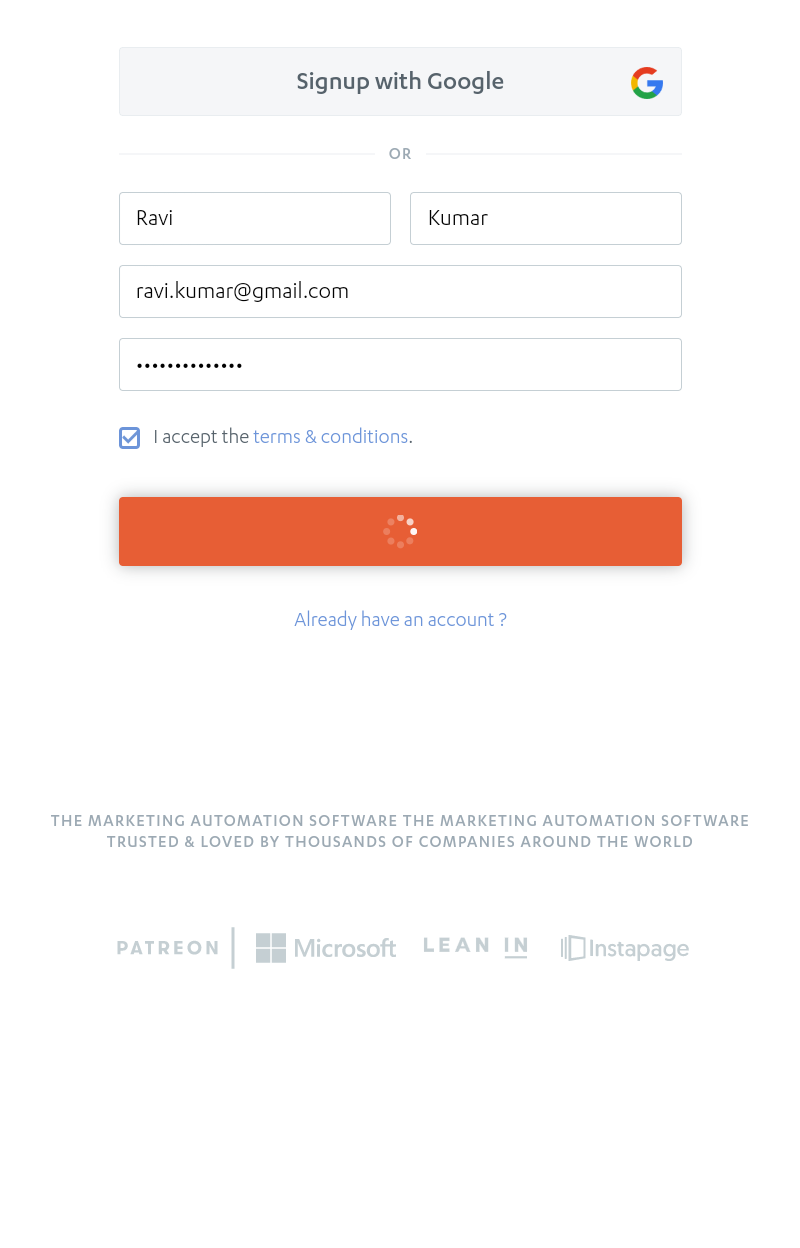 Signup with Google
OR
Ravi
Kumar
ravi.kumar@gmail.com
••••••••••••••
I accept the terms & conditions.
Already have an account ?
THE MARKETING AUTOMATION SOFTWARE THE MARKETING AUTOMATION SOFTWARE
TRUSTED & LOVED BY THOUSANDS OF COMPANIES AROUND THE WORLD
PATREON Microsoft LEAN IN Instapage